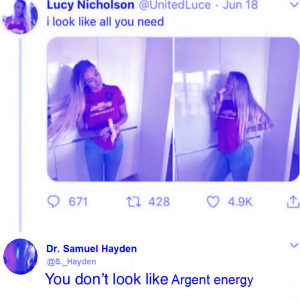 Lucy Nicholson @UnitedLuce · Jun 18
i look like all you need
671 428 4.9K
Dr. Samuel Hayden
@S._Hayden
You don't look like Argent energy